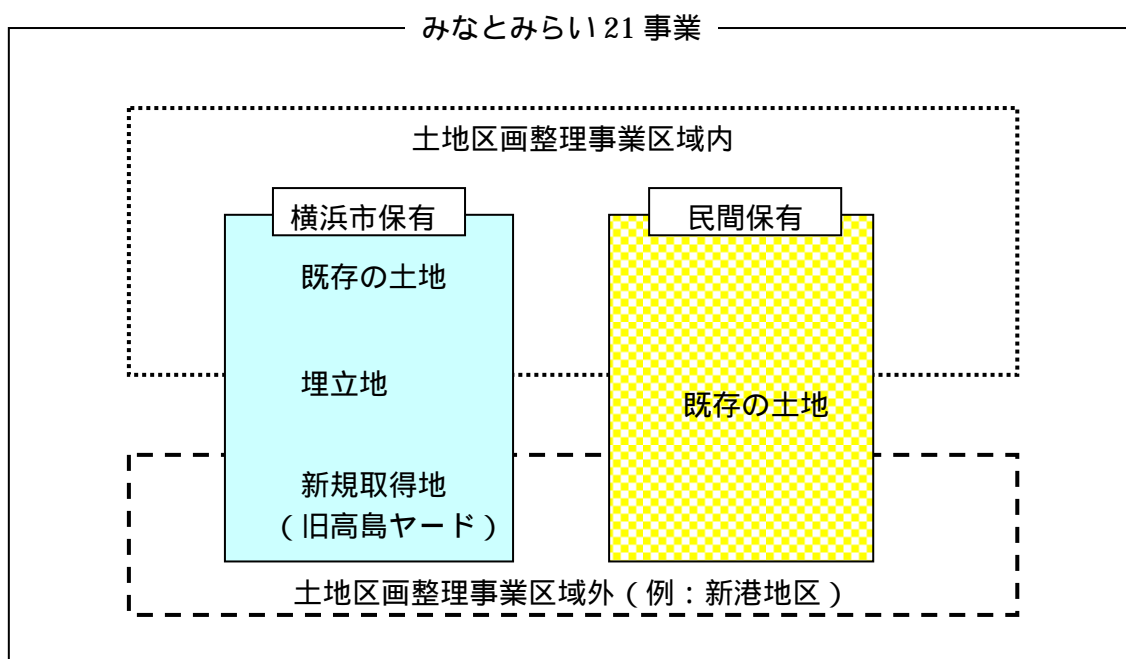 みなとみらい21事業
土地区画整理事業区域内
横浜市保有
民間保有
既存の土地
埋立地
既存の土地
新規取得地
(旧高島ヤード)
土地区画整理事業区域外(例:新港地区)